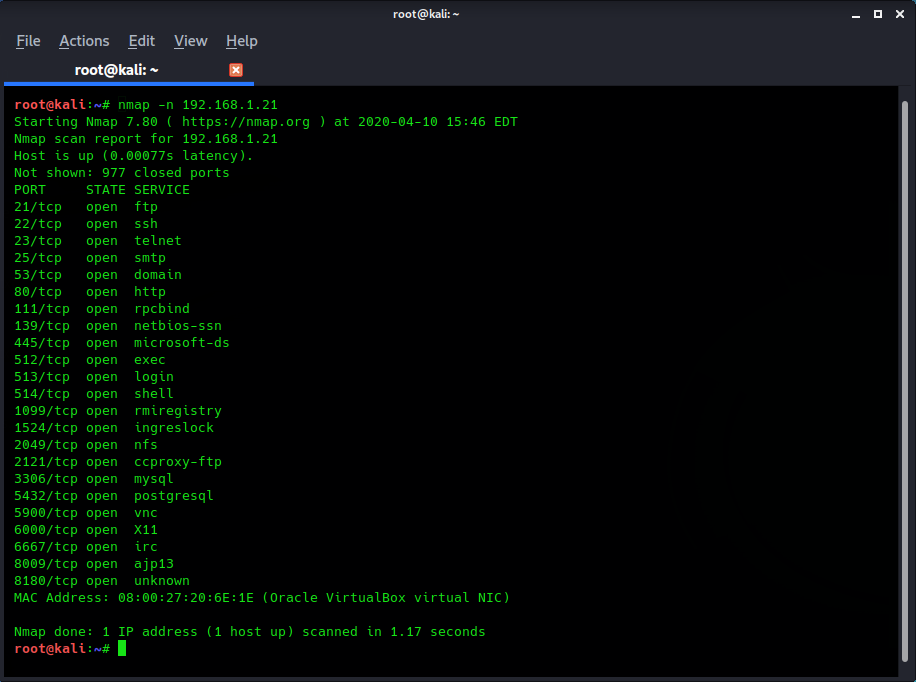 root@kali: ~
File Actions Edit View Help
root@kali: ~
root@kali:~# nmap -n 192.168.1.21
Starting Nmap 7.80 ( https://nmap.org ) at 2020-04-10 15:46 EDT
Nmap scan report for 192.168.1.21
Host is up (0.00077s latency).
Not shown: 977 closed ports
PORT     STATE SERVICE
21/tcp   open  ftp
22/tcp   open  ssh
23/tcp   open  telnet
25/tcp   open  smtp
53/tcp   open  domain
80/tcp   open  http
111/tcp  open  rpcbind
139/tcp  open  netbios-ssn
445/tcp  open  microsoft-ds
512/tcp  open  exec
513/tcp  open  login
514/tcp  open  shell
1099/tcp open  rmiregistry
1524/tcp open  ingreslock
2049/tcp open  nfs
2121/tcp open  ccproxy-ftp
3306/tcp open  mysql
5432/tcp open  postgresql
5900/tcp open  vnc
6000/tcp open  X11
6667/tcp open  irc
8009/tcp open  ajp13
8180/tcp open  unknown
MAC Address: 08:00:27:20:6E:1E (Oracle VirtualBox virtual NIC)
Nmap done: 1 IP address (1 host up) scanned in 1.17 seconds
root@kali:~#